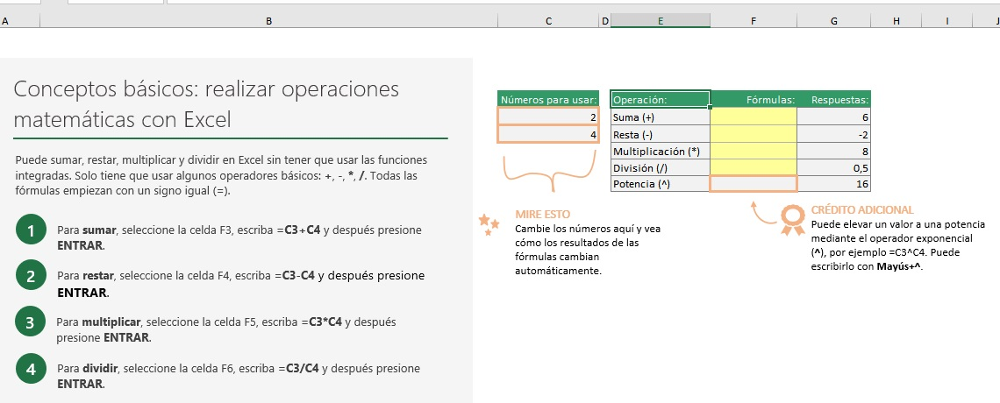 A B C D E F G H I J
Conceptos básicos: realizar operaciones
matemáticas con Excel
Puede sumar, restar, multiplicar y dividir en Excel sin tener que usar las funciones
integradas. Solo tiene que usar algunos operadores básicos: +, -, *, /. Todas las
fórmulas empiezan con un signo igual (=).
1 Para sumar, seleccione la celda F3, escriba =C3+C4 y después presione
ENTRAR.
2 Para restar, seleccione la celda F4, escriba =C3-C4 y después presione
ENTRAR.
3 Para multiplicar, seleccione la celda F5, escriba =C3*C4 y después
presione ENTRAR.
4 Para dividir, seleccione la celda F6, escriba =C3/C4 y después presione
ENTRAR.
Números para usar:
2
4
MIRE ESTO
Cambie los números aquí y vea
cómo los resultados de las
fórmulas cambian
automáticamente.
Operación: Fórmulas: Respuestas:
Suma (+) 6
Resta (-) -2
Multiplicación (*) 8
División (/) 0,5
Potencia (^) 16
CRÉDITO ADICIONAL
Puede elevar un valor a una potencia
mediante el operador exponencial
(^), por ejemplo =C3^C4. Puede
escribirlo con Mayús+^.